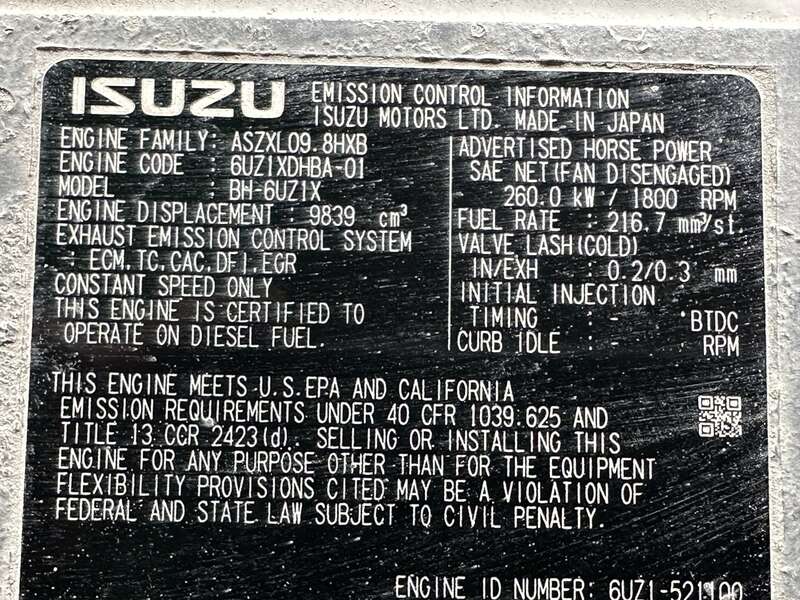 ISUZU EMISSION CONTROL INFORMATION
ISUZU MOTORS LTD. MADE IN JAPAN
ENGINE FAMILY: ASZXL09.8HXB
ENGINE CODE : 6UZ1XDHBA-01
MODEL : BH-6UZ1X
ENGINE DISPLACEMENT : 9839 cm³
EXHAUST EMISSION CONTROL SYSTEM
: ECM,TC,CAC,DFI,EGR
CONSTANT SPEED ONLY
THIS ENGINE IS CERTIFIED TO
OPERATE ON DIESEL FUEL.
ADVERTISED HORSE POWER
SAE NET(FAN DISENGAGED)
260.0 kW / 1800 RPM
FUEL RATE : 216.7 mm³/st.
VALVE LASH(COLD)
IN/EXH : 0.2/0.3 mm
INITIAL INJECTION
TIMING : - °BTDC
CURB IDLE : - RPM
THIS ENGINE MEETS U.S.EPA AND CALIFORNIA
EMISSION REQUIREMENTS UNDER 40 CFR 1039.625 AND
TITLE 13 CCR 2423(d). SELLING OR INSTALLING THIS
ENGINE FOR ANY PURPOSE OTHER THAN FOR THE EQUIPMENT
FLEXIBILITY PROVISIONS CITED MAY BE A VIOLATION OF
FEDERAL AND STATE LAW SUBJECT TO CIVIL PENALTY.
ENGINE ID NUMBER: 6UZ1-521100